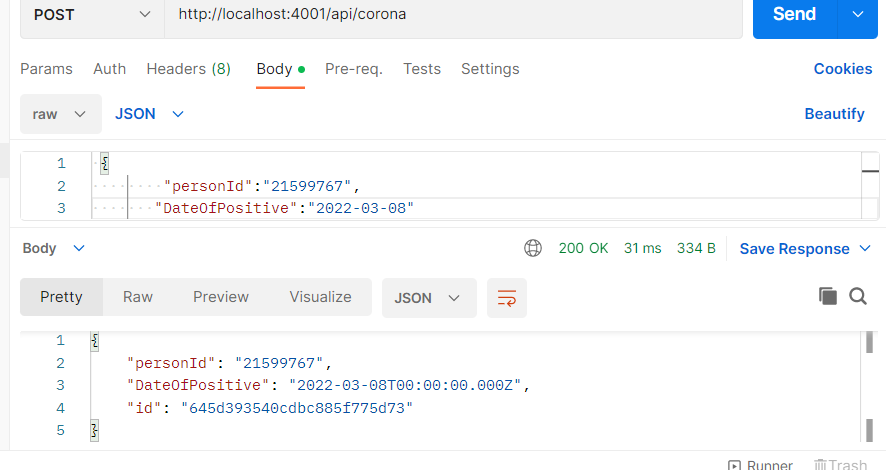 POST http://localhost:4001/api/corona Send
Params Auth Headers (8) Body Pre-req. Tests Settings Cookies
raw JSON Beautify
1 {
2 "personId":"21599767",
3 "DateOfPositive":"2022-03-08"
Body 200 OK 31 ms 334 B Save Response
Pretty Raw Preview Visualize JSON
1 {
2 "personId": "21599767",
3 "DateOfPositive": "2022-03-08T00:00:00.000Z",
4 "id": "645d393540cdbc885f775d73"
5 }
Runner Trash